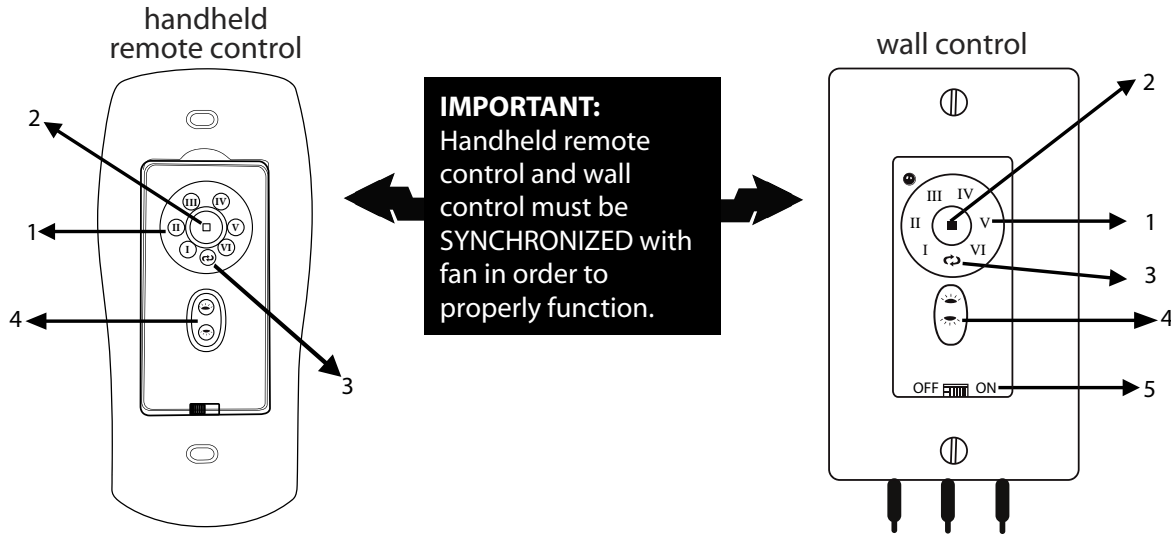 handheld
remote control
2
III IV
1 II V
I VI
4
3
IMPORTANT:
Handheld remote
control and wall
control must be
SYNCHRONIZED with
fan in order to
properly function.
wall control
2
III IV
II V 1
I VI
3
4
OFF ON 5